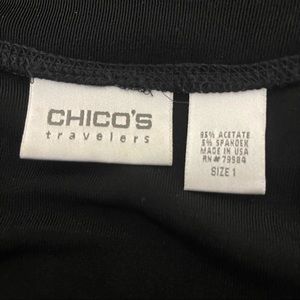 CHICO'S
travelers
95% ACETATE
5% SPANDEX
MADE IN USA
RN# 79984
SIZE 1